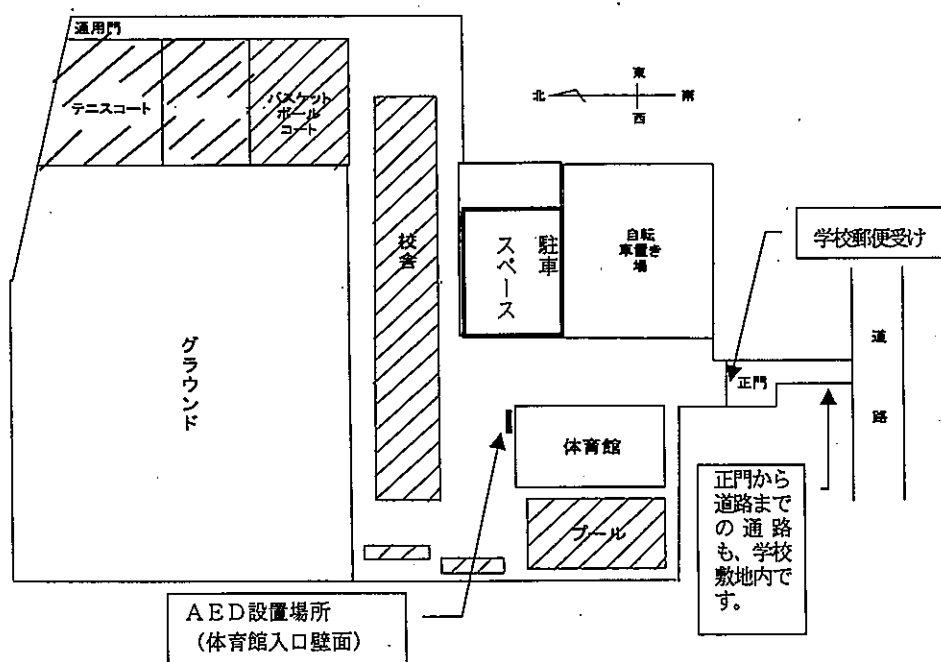 通用門
テニスコート
バスケット
ボール
コート
東
北
南
西
校舎
駐車
スペース
自転
車置き
場
学校郵便受け
道路
グラウンド
正門
体育館
プール
正門から
道路まで
の通路
も、学校
敷地内で
す。
ＡＥＤ設置場所
（体育館入口壁面）